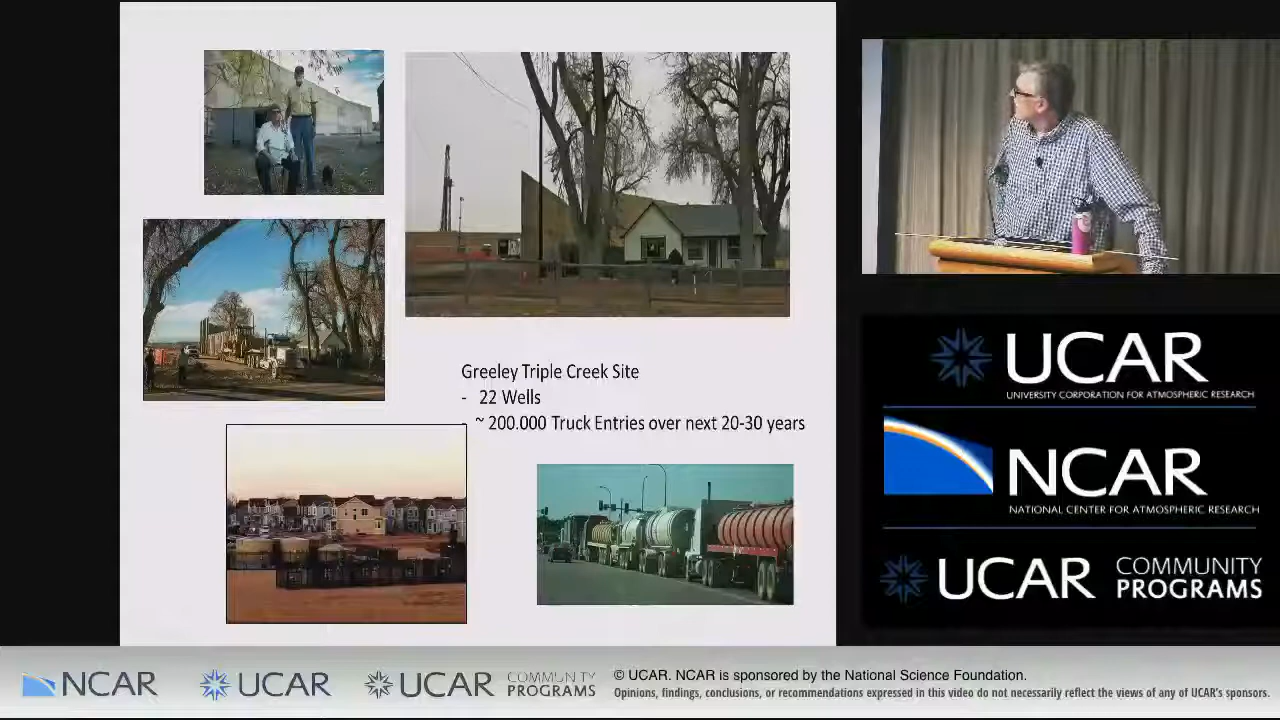 Greeley Triple Creek Site
- 22 Wells
- ~ 200.000 Truck Entries over next 20-30 years
UCAR
UNIVERSITY CORPORATION FOR ATMOSPHERIC RESEARCH
NCAR
NATIONAL CENTER FOR ATMOSPHERIC RESEARCH
UCAR COMMUNITY PROGRAMS
NCAR UCAR UCAR COMMUNITY PROGRAMS
© UCAR. NCAR is sponsored by the National Science Foundation.
Opinions, findings, conclusions, or recommendations expressed in this video do not necessarily reflect the views of any of UCAR's sponsors.